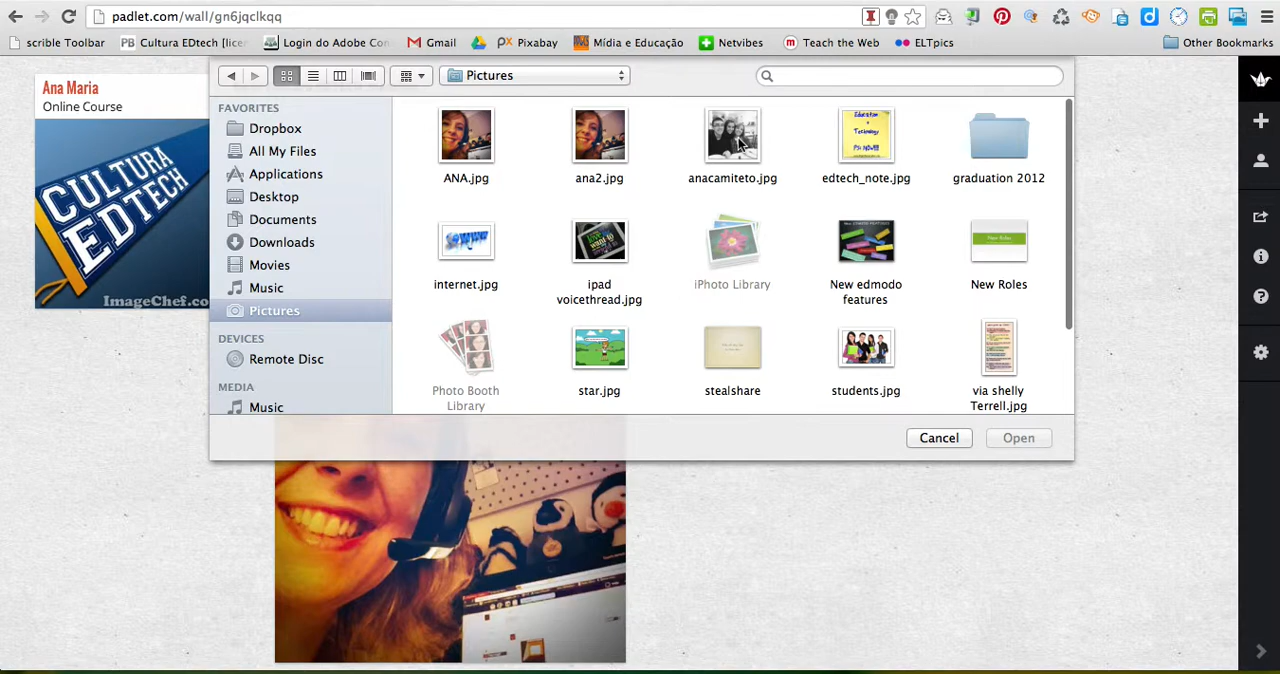 padlet.com/wall/gn6jqclkqq
scrible Toolbar
PB Cultura EDtech [lice
Login do Adobe Con
Gmail
Pixabay
Mídia e Educação
Netvibes
Teach the Web
ELTpics
Other Bookmarks
Ana Maria
Online Course
CULTURA
EDTECH
ImageChef.co
Pictures
FAVORITES
Dropbox
All My Files
Applications
Desktop
Documents
Downloads
Movies
Music
Pictures
DEVICES
Remote Disc
MEDIA
Music
ANA.jpg
ana2.jpg
anacamiteto.jpg
edtech_note.jpg
graduation 2012
internet.jpg
ipad
voicethread.jpg
iPhoto Library
New edmodo
features
New Roles
Photo Booth
Library
star.jpg
stealshare
students.jpg
via shelly
Terrell.jpg
Cancel
Open